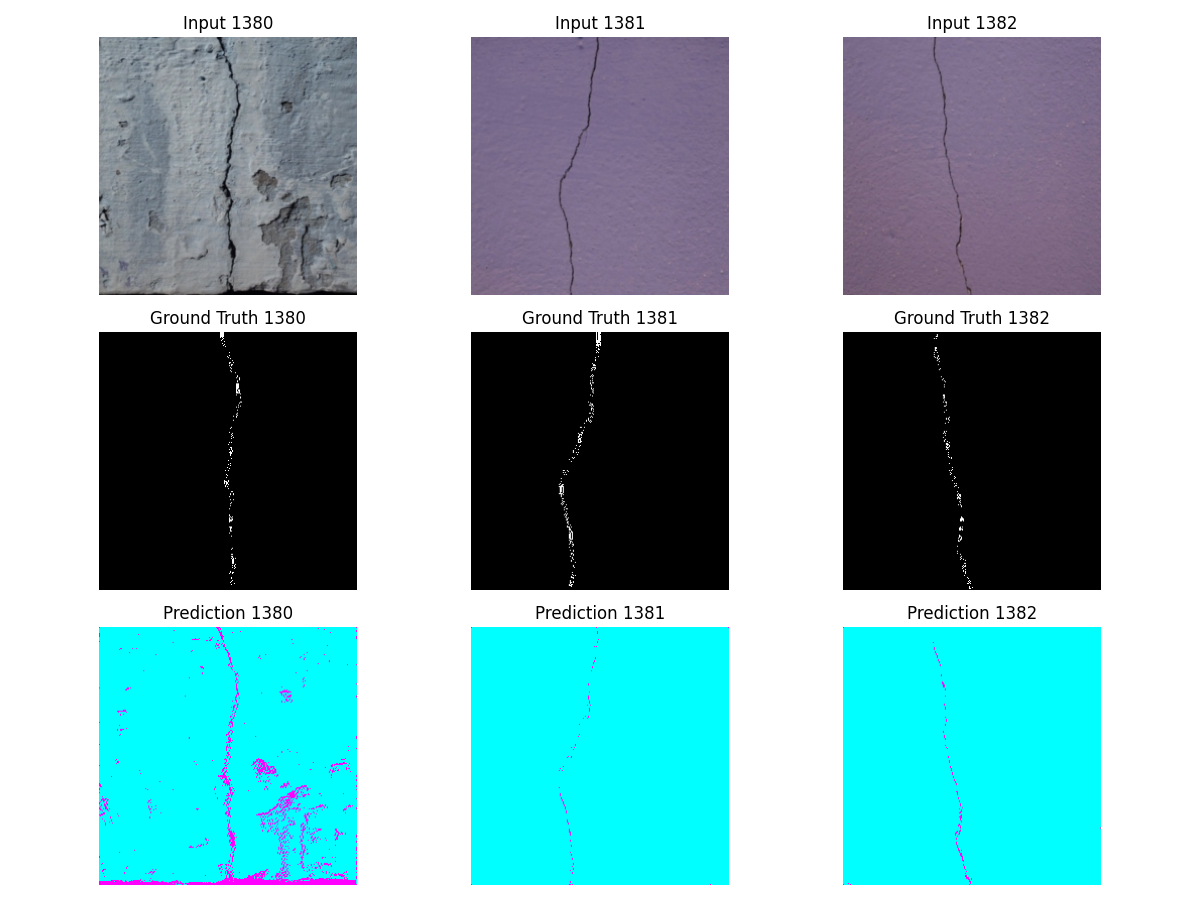 Input 1380
Input 1381
Input 1382
Ground Truth 1380
Ground Truth 1381
Ground Truth 1382
Prediction 1380
Prediction 1381
Prediction 1382